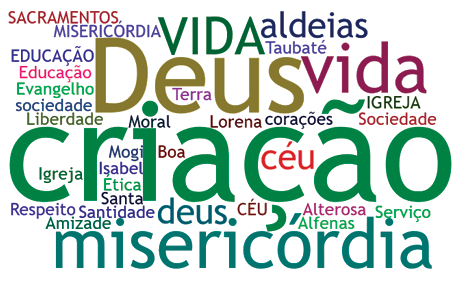 SACRAMENTOS
MISERICÓRDIA
VIDA
aldeias
Taubaté
EDUCAÇÃO
Deus
vida
Educação
Evangelho
Terra
IGREJA
sociedade
Liberdade
Moral
Lorena
corações
Sociedade
criação
Mogi
Boa
céu
Igreja
Isabel
Ética
Santa
Respeito
Santidade
deus
CÉU
Alterosa
Serviço
Amizade
Alfenas
misericórdia